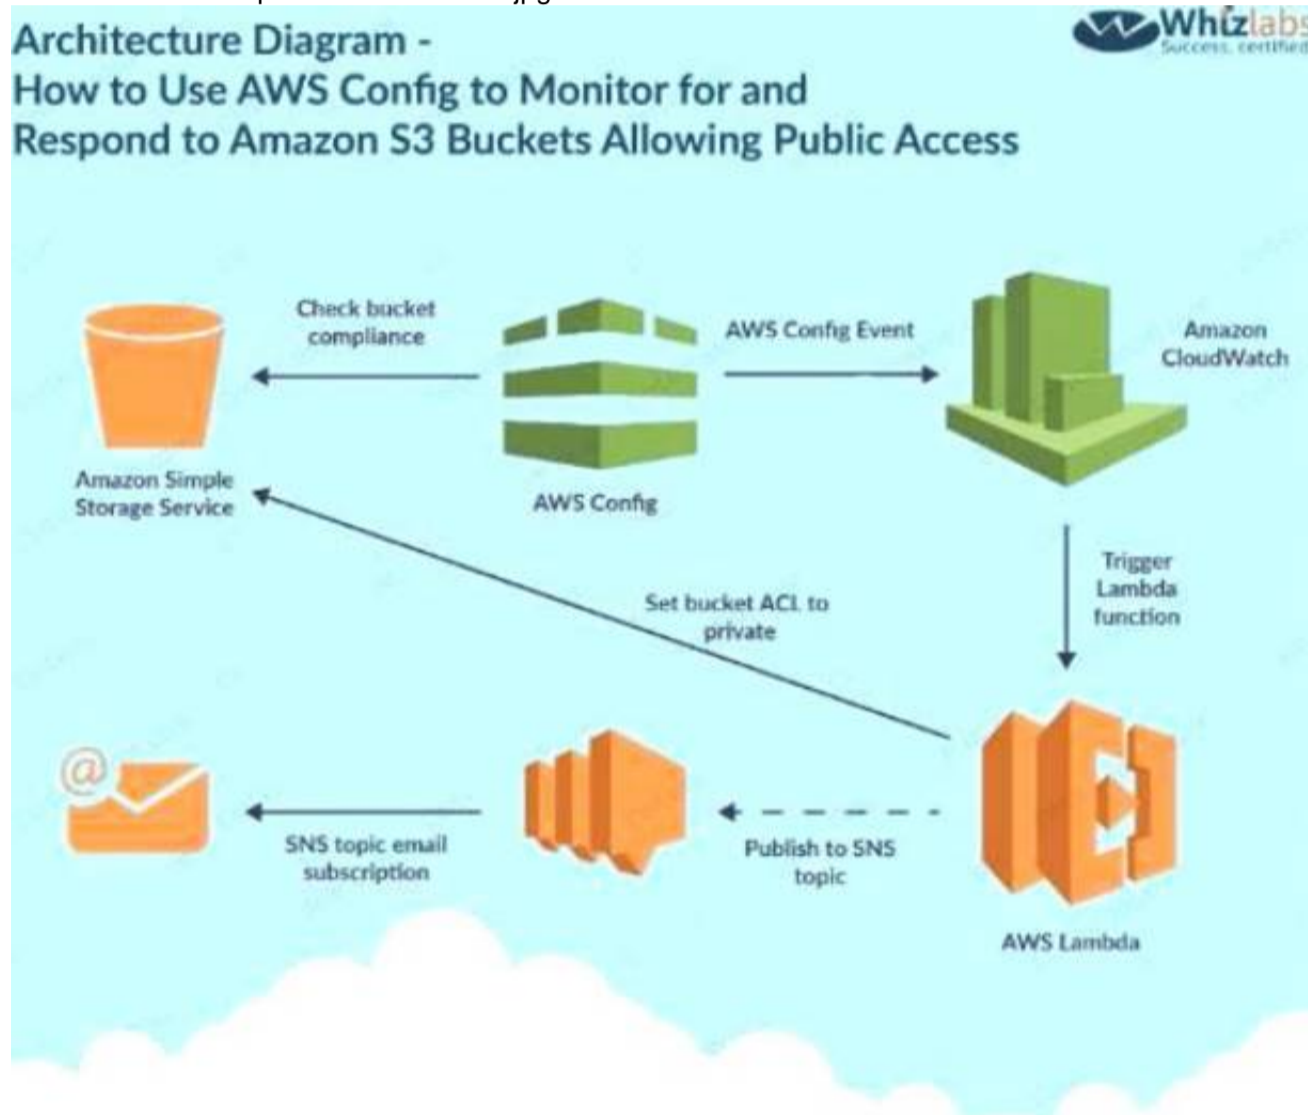 Architecture Diagram -
How to Use AWS Config to Monitor for and
Respond to Amazon S3 Buckets Allowing Public Access
Whizlabs
Success. certified
Check bucket
compliance
AWS Config Event
Amazon
CloudWatch
Amazon Simple
Storage Service
AWS Config
Trigger
Lambda
function
Set bucket ACL to
private
@
SNS topic email
subscription
Publish to SNS
topic
AWS Lambda